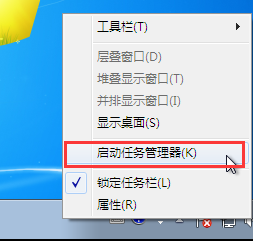 工具栏(T)
层叠窗口(D)
堆叠显示窗口(T)
并排显示窗口(I)
显示桌面(S)
启动任务管理器(K)
锁定任务栏(L)
属性(R)